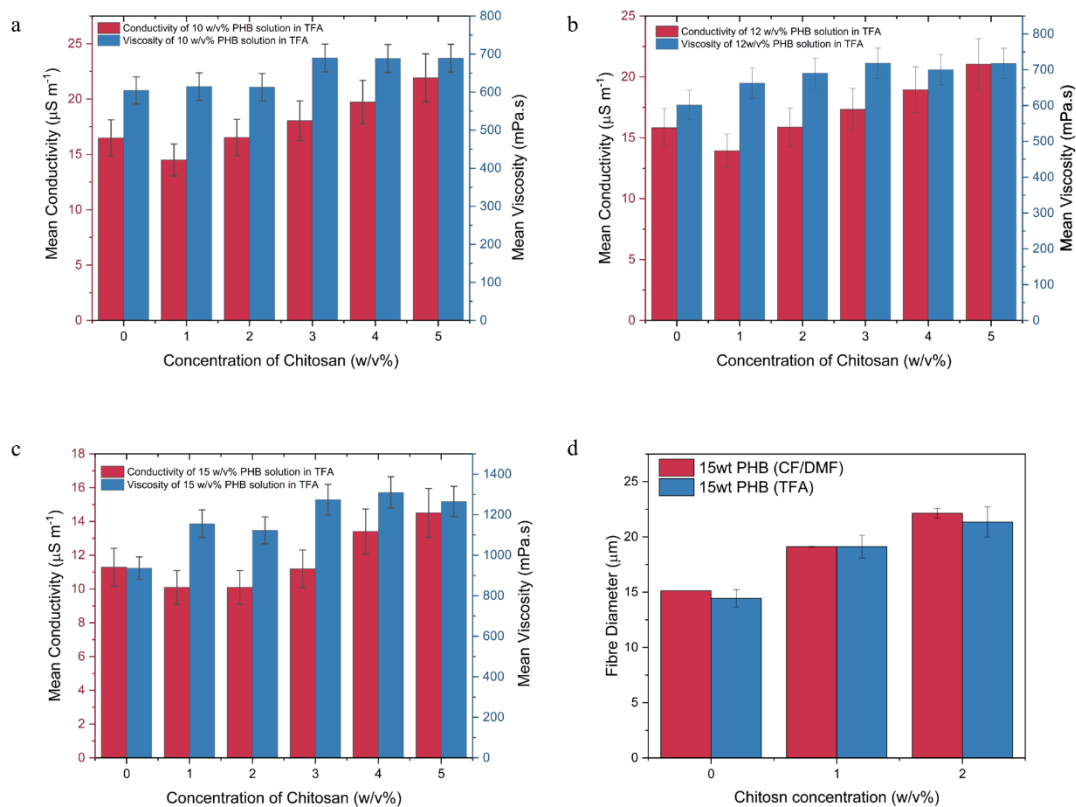 a
Conductivity of 10 w/v% PHB solution in TFA
Viscosity of 10 w/v% PHB solution in TFA
Mean Conductivity (μS m⁻¹)
25
20
15
10
5
0
800
700
600
500
400
300
200
100
0
Mean Viscosity (mPa.s)
0 1 2 3 4 5
Concentration of Chitosan (w/v%)
b
Conductivity of 12 w/v% PHB solution in TFA
Viscosity of 12w/v% PHB solution in TFA
Mean Conductivity (μS m⁻¹)
25
20
15
10
5
0
800
700
600
500
400
300
200
100
0
Mean Viscosity (mPa.s)
0 1 2 3 4 5
Concentration of Chitosan (w/v%)
c
Conductivity of 15 w/v% PHB solution in TFA
Viscosity of 15 w/v% PHB solution in TFA
Mean Conductivity (μS m⁻¹)
18
16
14
12
10
8
6
4
2
0
1400
1200
1000
800
600
400
200
0
Mean Viscosity (mPa.s)
0 1 2 3 4 5
Concentration of Chitosan (w/v%)
d
15wt PHB (CF/DMF)
15wt PHB (TFA)
Fibre Diameter (μm)
25
20
15
10
5
0
0 1 2
Chitosn concentration (w/v%)